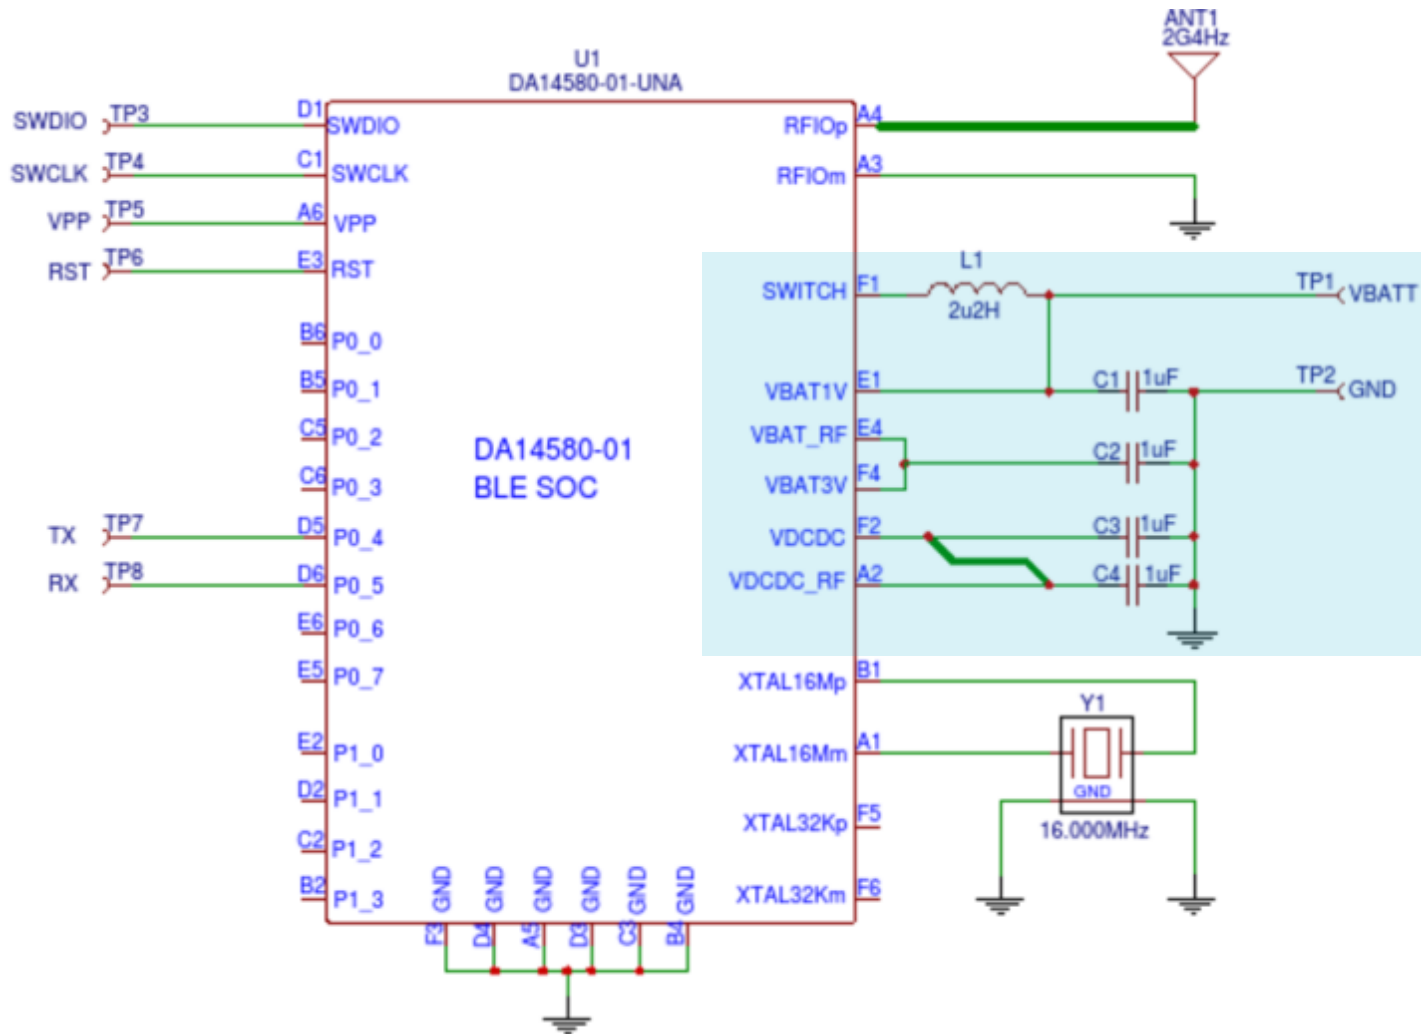 ANT1
2G4Hz
U1
DA14580-01-UNA
SWDIO TP3 D1 SWDIO
RFIOp A4
SWCLK TP4 C1 SWCLK
RFIOm A3
VPP TP5 A6 VPP
RST TP6 E3 RST
SWITCH F1 L1 TP1 VBATT
2u2H
B6 P0_0
B5 P0_1
VBAT1V E1 C1 1uF TP2 GND
C5 P0_2
VBAT_RF E4 C2 1uF
DA14580-01
BLE SOC
C6 P0_3
VBAT3V F4
TX TP7 D5 P0_4
VDCDC F2 C3 1uF
RX TP8 D6 P0_5
VDCDC_RF A2 C4 1uF
E6 P0_6
E5 P0_7
XTAL16Mp B1
Y1
E2 P1_0
XTAL16Mm A1
GND
D2 P1_1
XTAL32Kp F5
16.000MHz
C2 P1_2
B2 P1_3
XTAL32Km F6
GND GND GND GND GND GND
F3 D4 A5 D3 C3 B4